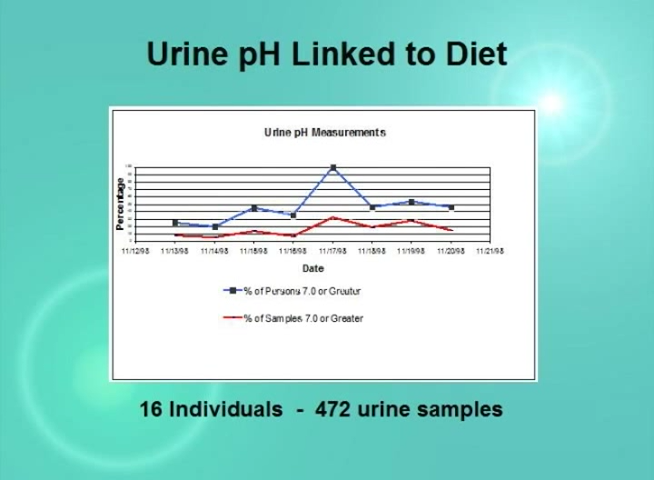 Urine pH Linked to Diet
Urine pH Measurements
Percentage
11/12/98 11/13/98 11/14/98 11/15/98 11/16/98 11/17/98 11/18/98 11/19/98 11/20/98 11/21/98
Date
% of Persons 7.0 or Greater
% of Samples 7.0 or Greater
16 Individuals - 472 urine samples